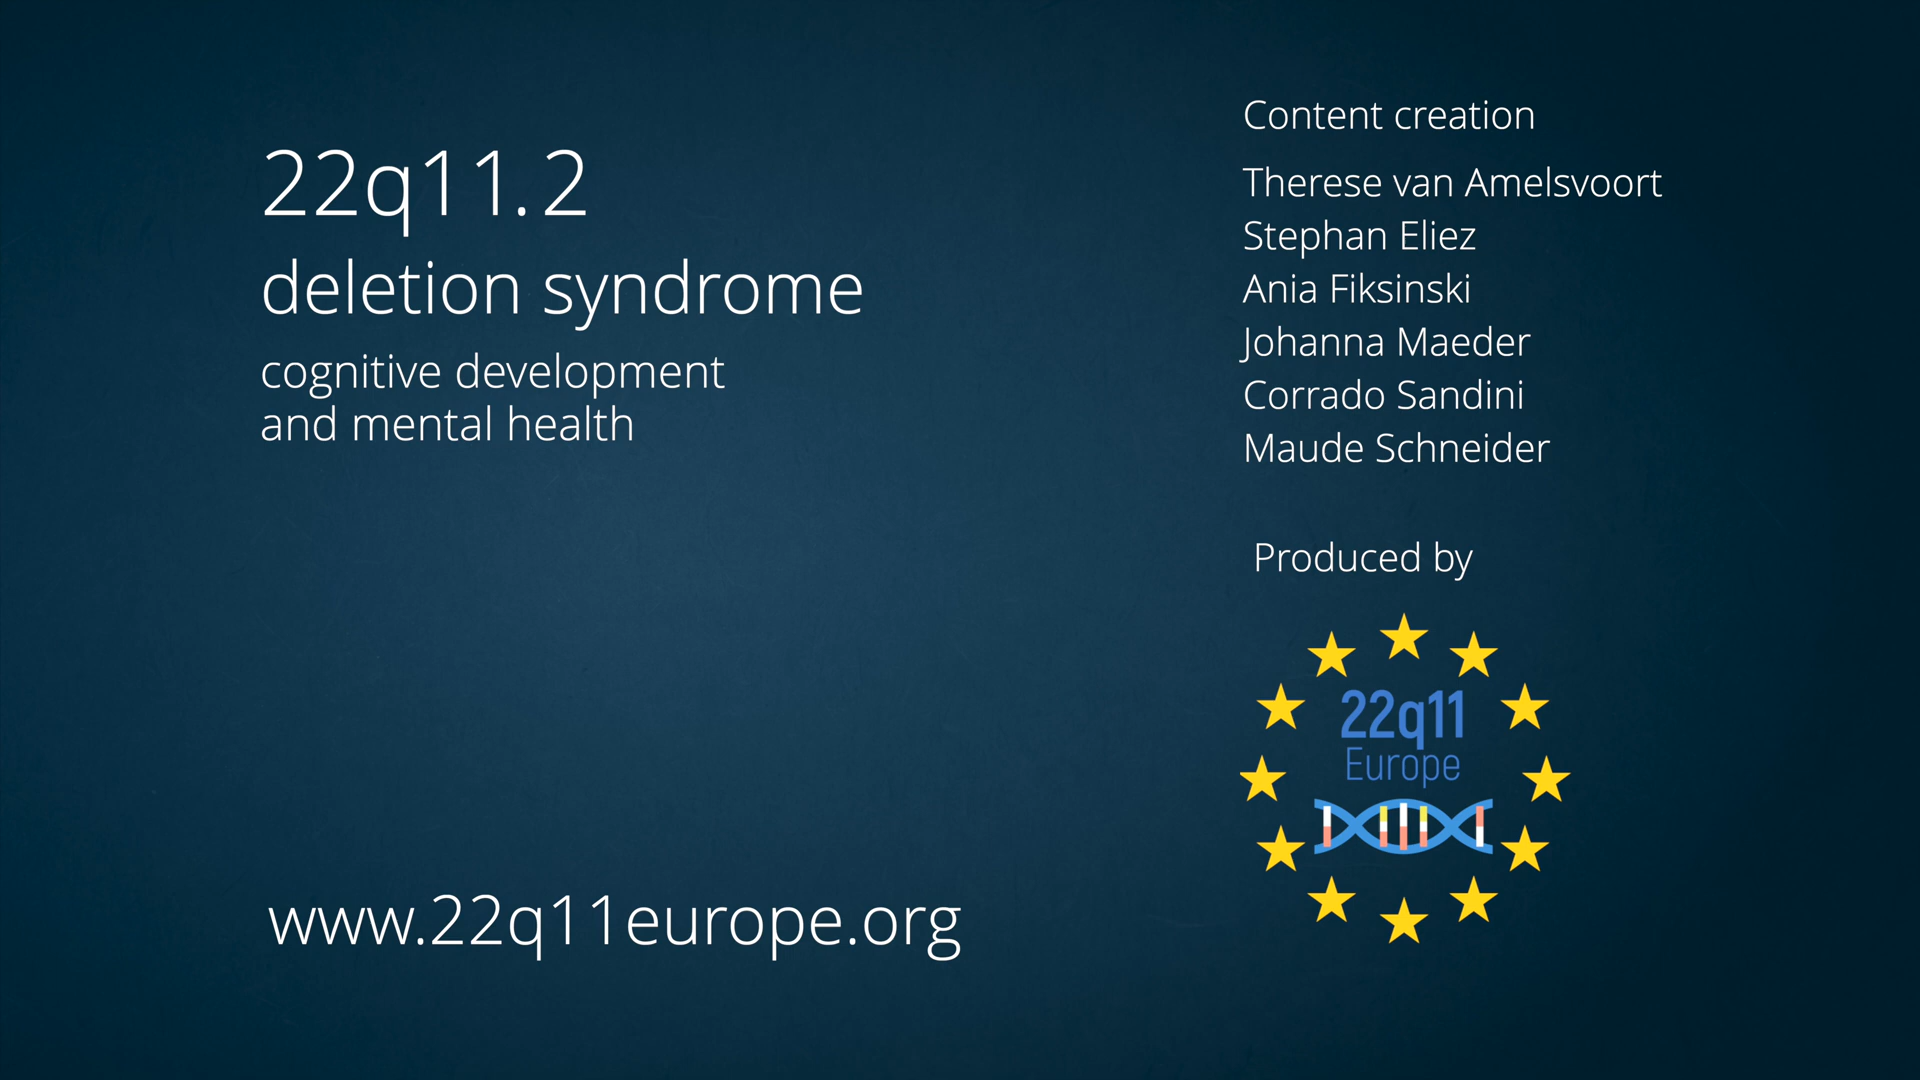 22q11.2
deletion syndrome
cognitive development
and mental health
www.22q11europe.org
Content creation
Therese van Amelsvoort
Stephan Eliez
Ania Fiksinski
Johanna Maeder
Corrado Sandini
Maude Schneider
Produced by
22q11
Europe